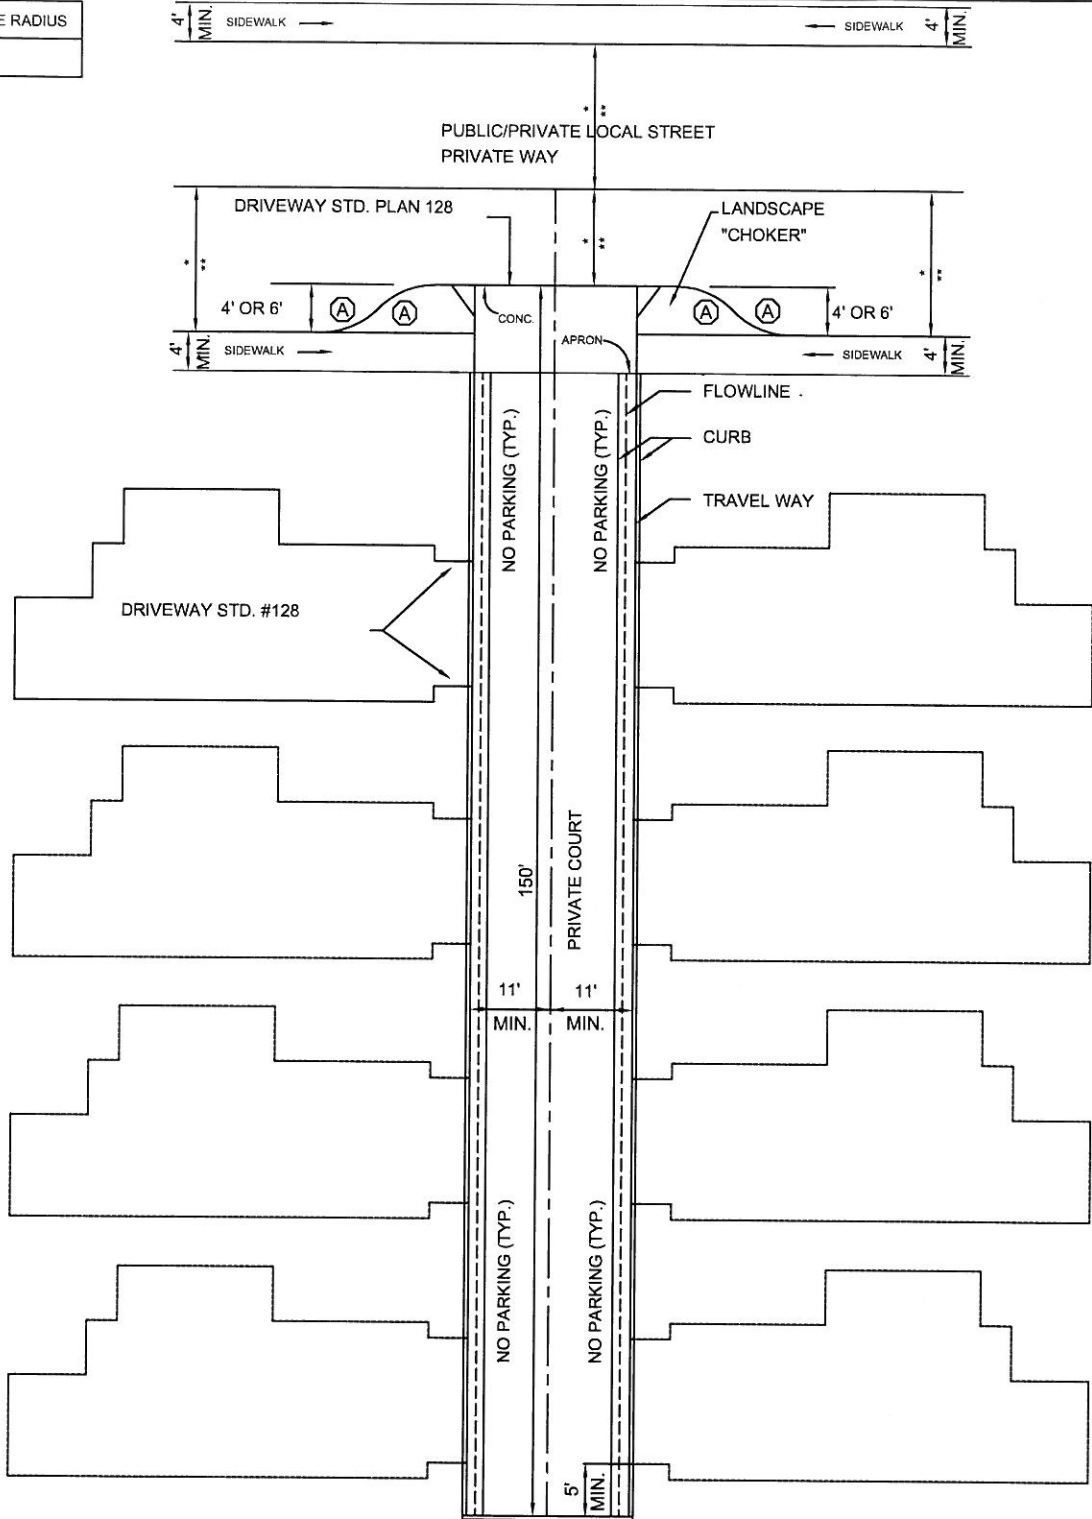 E RADIUS
4' MIN.
SIDEWALK
SIDEWALK
4' MIN.
*
**
PUBLIC/PRIVATE LOCAL STREET
PRIVATE WAY
DRIVEWAY STD. PLAN 128
LANDSCAPE
"CHOKER"
*
**
*
**
*
**
4' OR 6'
A
A
CONC.
A
A
4' OR 6'
4' MIN.
SIDEWALK
APRON
SIDEWALK
4' MIN.
FLOWLINE
CURB
TRAVEL WAY
NO PARKING (TYP.)
NO PARKING (TYP.)
DRIVEWAY STD. #128
150'
PRIVATE COURT
11'
MIN.
11'
MIN.
NO PARKING (TYP.)
NO PARKING (TYP.)
5'
MIN.